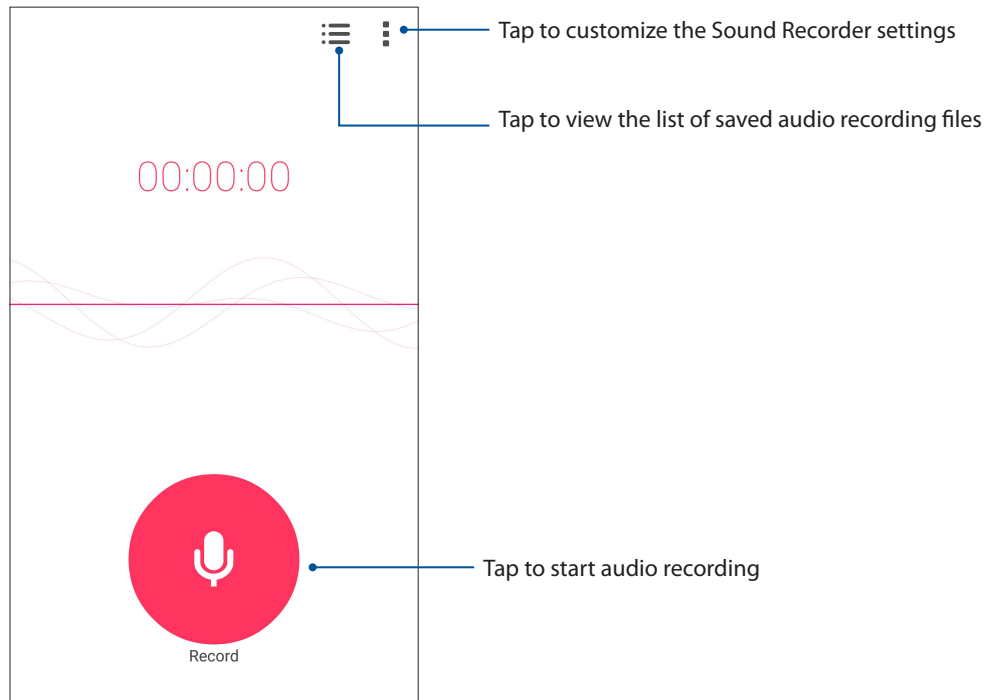 Tap to customize the Sound Recorder settings
Tap to view the list of saved audio recording files
00:00:00
Tap to start audio recording
Record